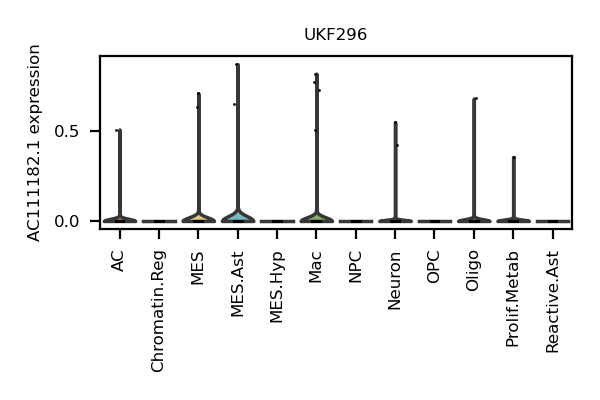 UKF296
AC111182.1 expression
0.5
0.0
AC
Chromatin.Reg
MES
MES.Ast
MES.Hyp
Mac
NPC
Neuron
OPC
Oligo
Prolif.Metab
Reactive.Ast